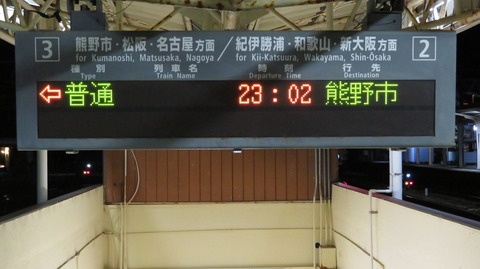 3 熊野市・松阪・名古屋方面／紀伊勝浦・和歌山・新大阪方面 2
for Kumanoshi, Matsusaka, Nagoya for Kii-Katsuura, Wakayama, Shin-Osaka
種別 列車名 時刻 行先
Type Train Name Departure Time Destination
←普通 23:02 熊野市